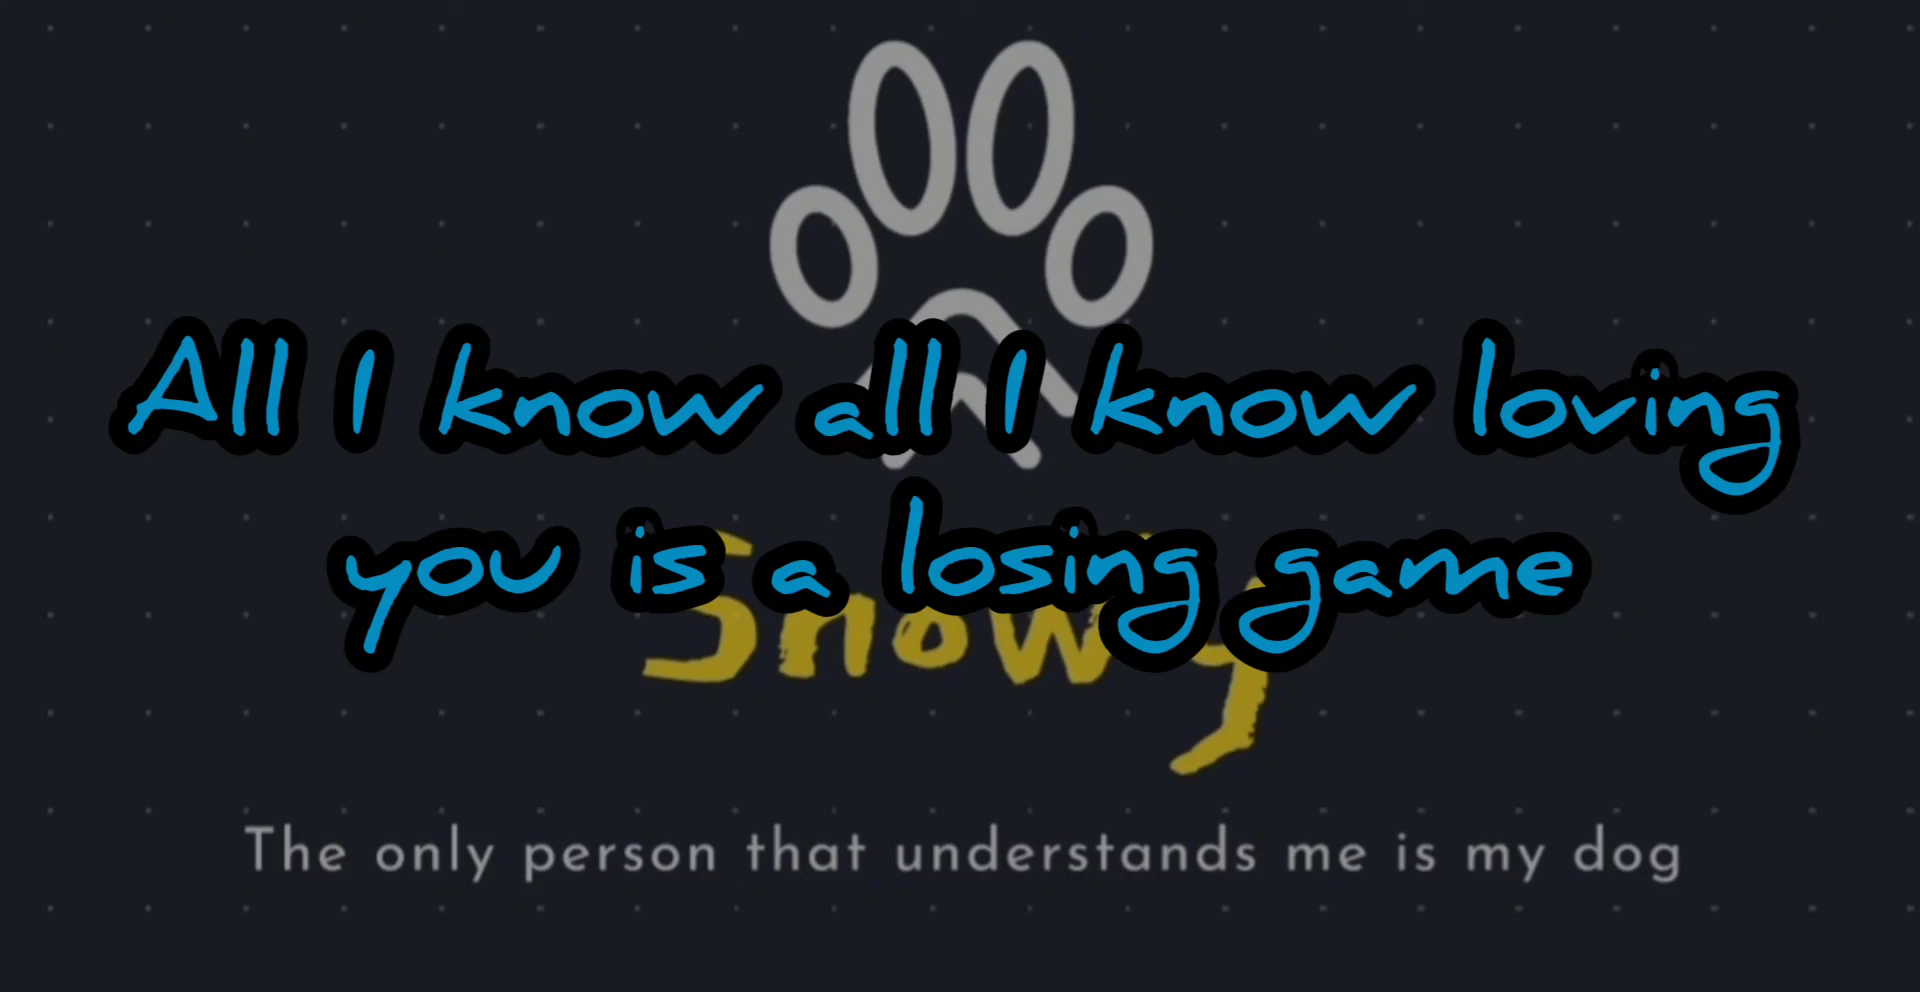 All I know all I know loving
you is a losing game
Snowy
The only person that understands me is my dog